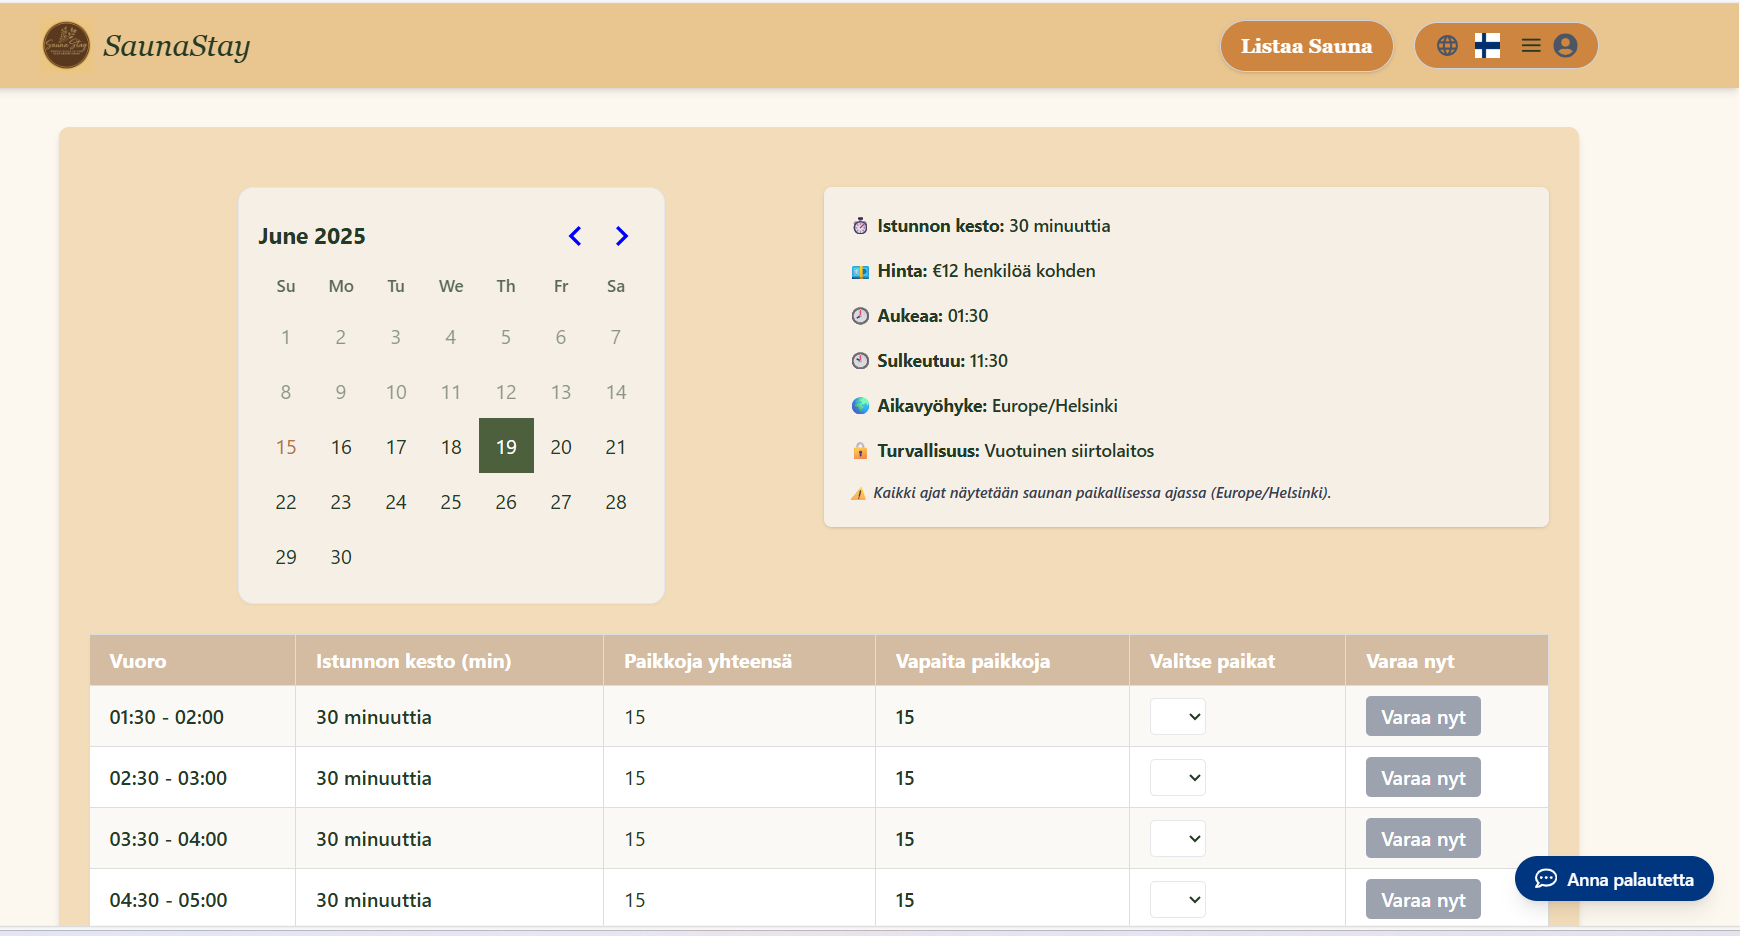 SaunaStay
Listaa Sauna
June 2025
Su Mo Tu We Th Fr Sa
1 2 3 4 5 6 7
8 9 10 11 12 13 14
15 16 17 18 19 20 21
22 23 24 25 26 27 28
29 30
Istunnon kesto: 30 minuuttia
Hinta: €12 henkilöä kohden
Aukeaa: 01:30
Sulkeutuu: 11:30
Aikavyöhyke: Europe/Helsinki
Turvallisuus: Vuotuinen siirtolaitos
Kaikki ajat näytetään saunan paikallisessa ajassa (Europe/Helsinki).
Vuoro Istunnon kesto (min) Paikkoja yhteensä Vapaita paikkoja Valitse paikat Varaa nyt
01:30 - 02:00 30 minuuttia 15 15 Varaa nyt
02:30 - 03:00 30 minuuttia 15 15 Varaa nyt
03:30 - 04:00 30 minuuttia 15 15 Varaa nyt
04:30 - 05:00 30 minuuttia 15 15 Varaa nyt
Anna palautetta